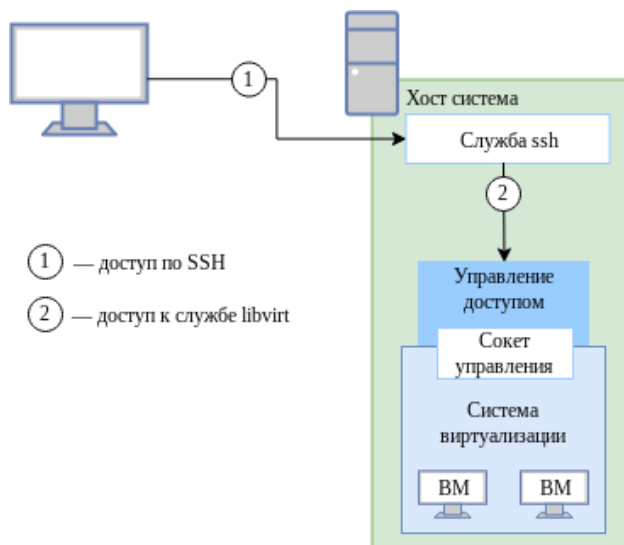 1
Хост система
Служба ssh
2
1 — доступ по SSH
Управление
доступом
2 — доступ к службе libvirt
Сокет
управления
Система
виртуализации
ВМ
ВМ